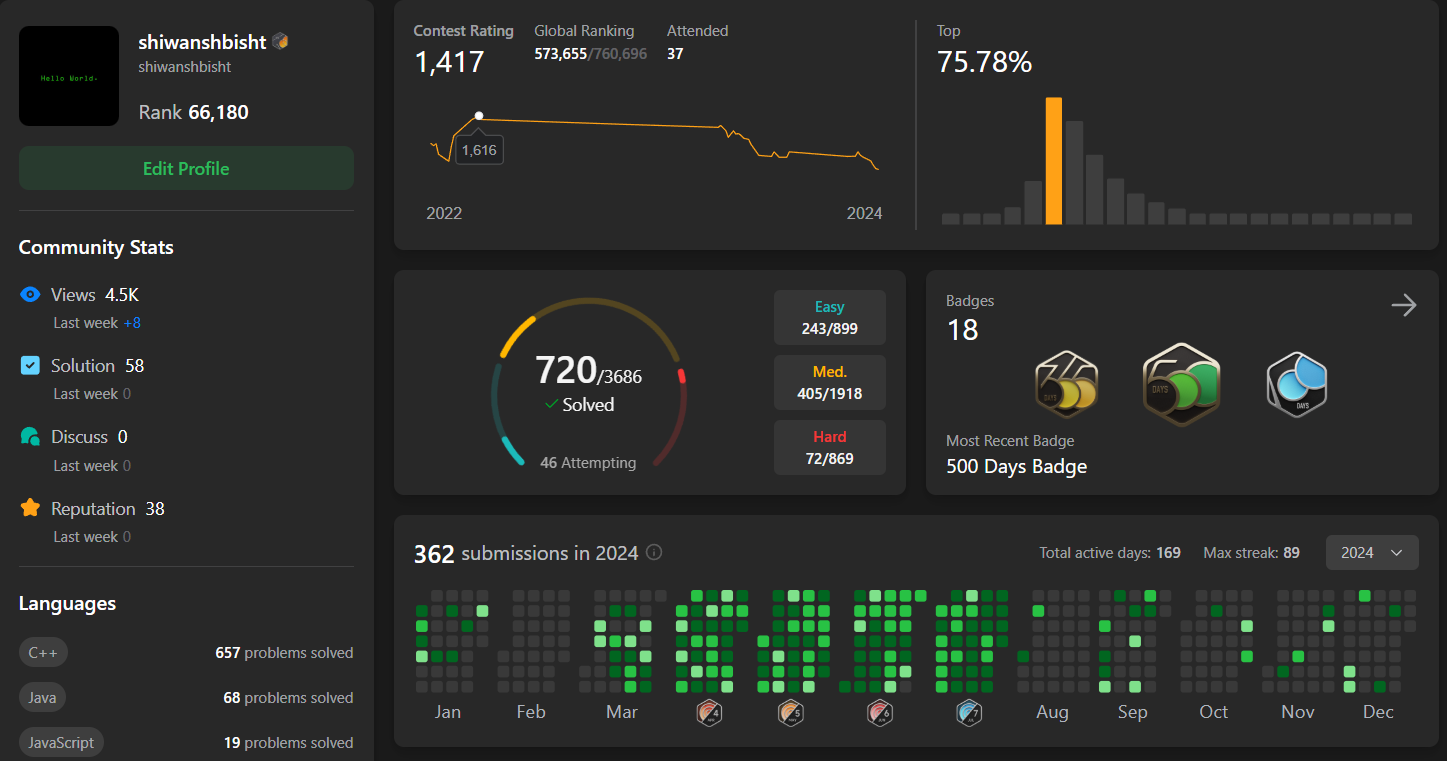 Hello World-
shiwanshbisht
shiwanshbisht
Rank 66,180
Edit Profile
Community Stats
Views 4.5K
Last week +8
Solution 58
Last week 0
Discuss 0
Last week 0
Reputation 38
Last week 0
Languages
C++ 657 problems solved
Java 68 problems solved
JavaScript 19 problems solved
Contest Rating
1,417
Global Ranking
573,655/760,696
Attended
37
1,616
2022 2024
Top
75.78%
720/3686
Solved
46 Attempting
Easy
243/899
Med.
405/1918
Hard
72/869
Badges
18
DAYS
DAYS
DAYS
Most Recent Badge
500 Days Badge
362 submissions in 2024
Total active days: 169 Max streak: 89 2024
4 5 6 7
Jan Feb Mar Aug Sep Oct Nov Dec